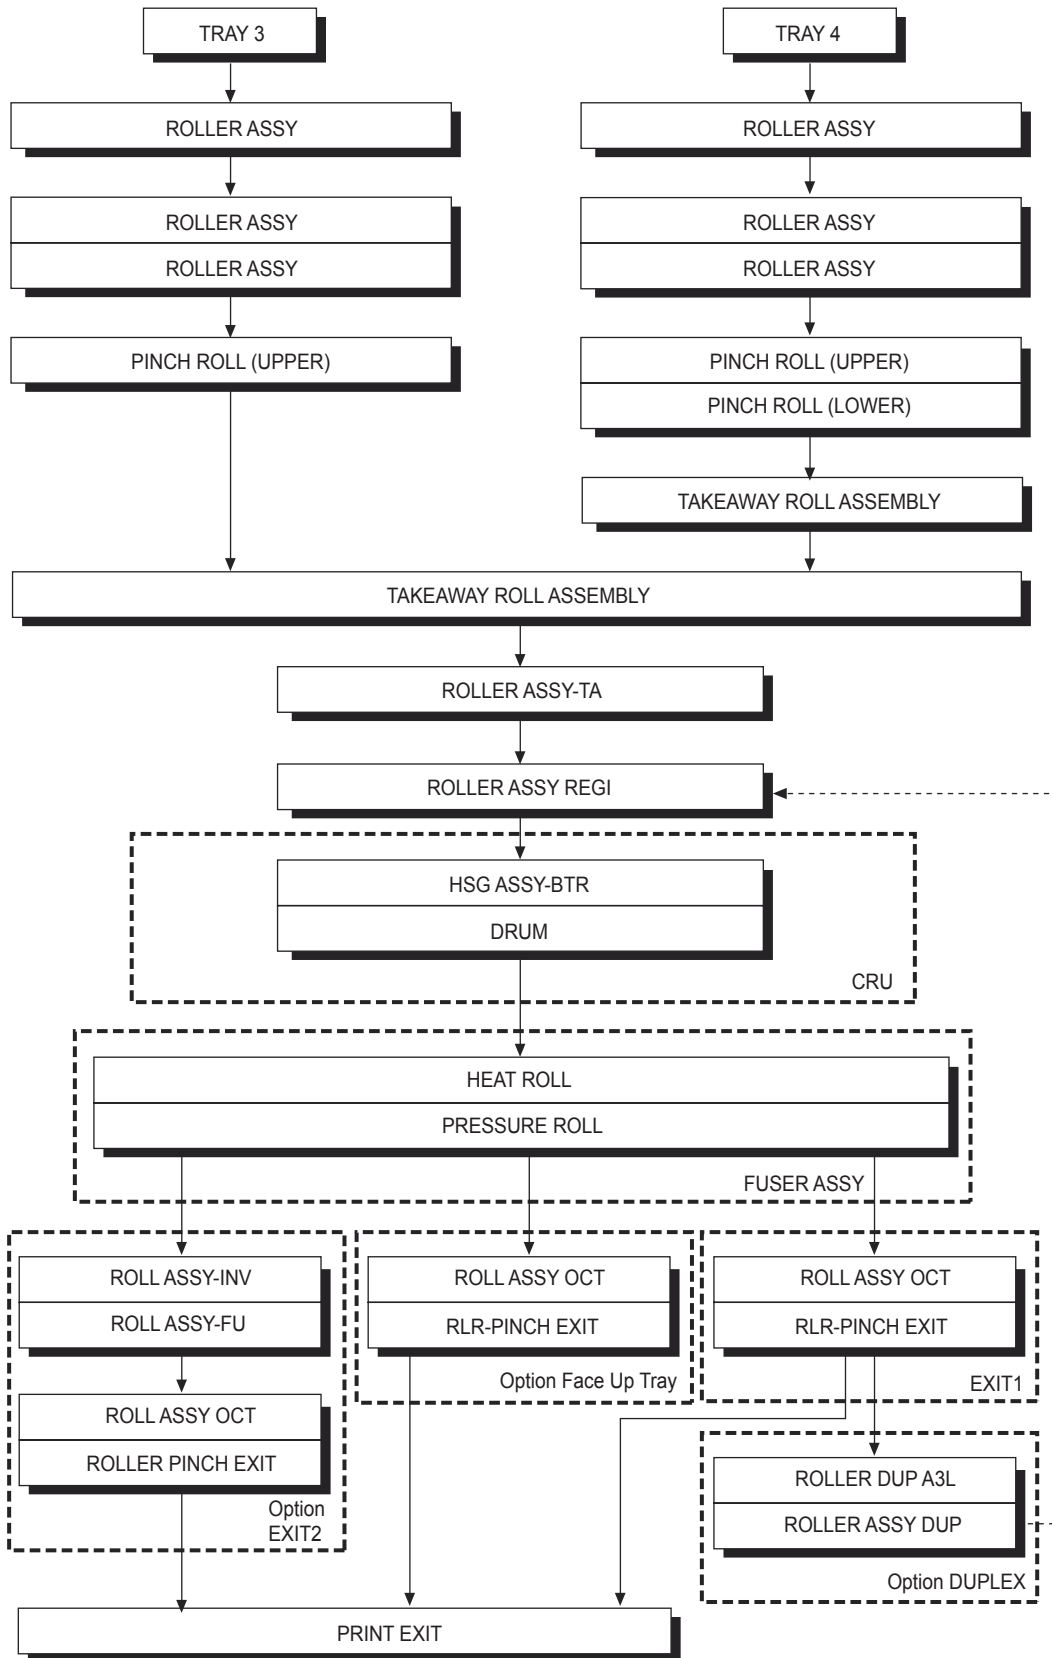 TRAY 3
TRAY 4
ROLLER ASSY
ROLLER ASSY
ROLLER ASSY
ROLLER ASSY
ROLLER ASSY
ROLLER ASSY
PINCH ROLL (UPPER)
PINCH ROLL (UPPER)
PINCH ROLL (LOWER)
TAKEAWAY ROLL ASSEMBLY
TAKEAWAY ROLL ASSEMBLY
ROLLER ASSY-TA
ROLLER ASSY REGI
HSG ASSY-BTR
DRUM
CRU
HEAT ROLL
PRESSURE ROLL
FUSER ASSY
ROLL ASSY-INV
ROLL ASSY-FU
ROLL ASSY OCT
ROLLER PINCH EXIT
Option
EXIT2
ROLL ASSY OCT
RLR-PINCH EXIT
Option Face Up Tray
ROLL ASSY OCT
RLR-PINCH EXIT
EXIT1
ROLLER DUP A3L
ROLLER ASSY DUP
Option DUPLEX
PRINT EXIT